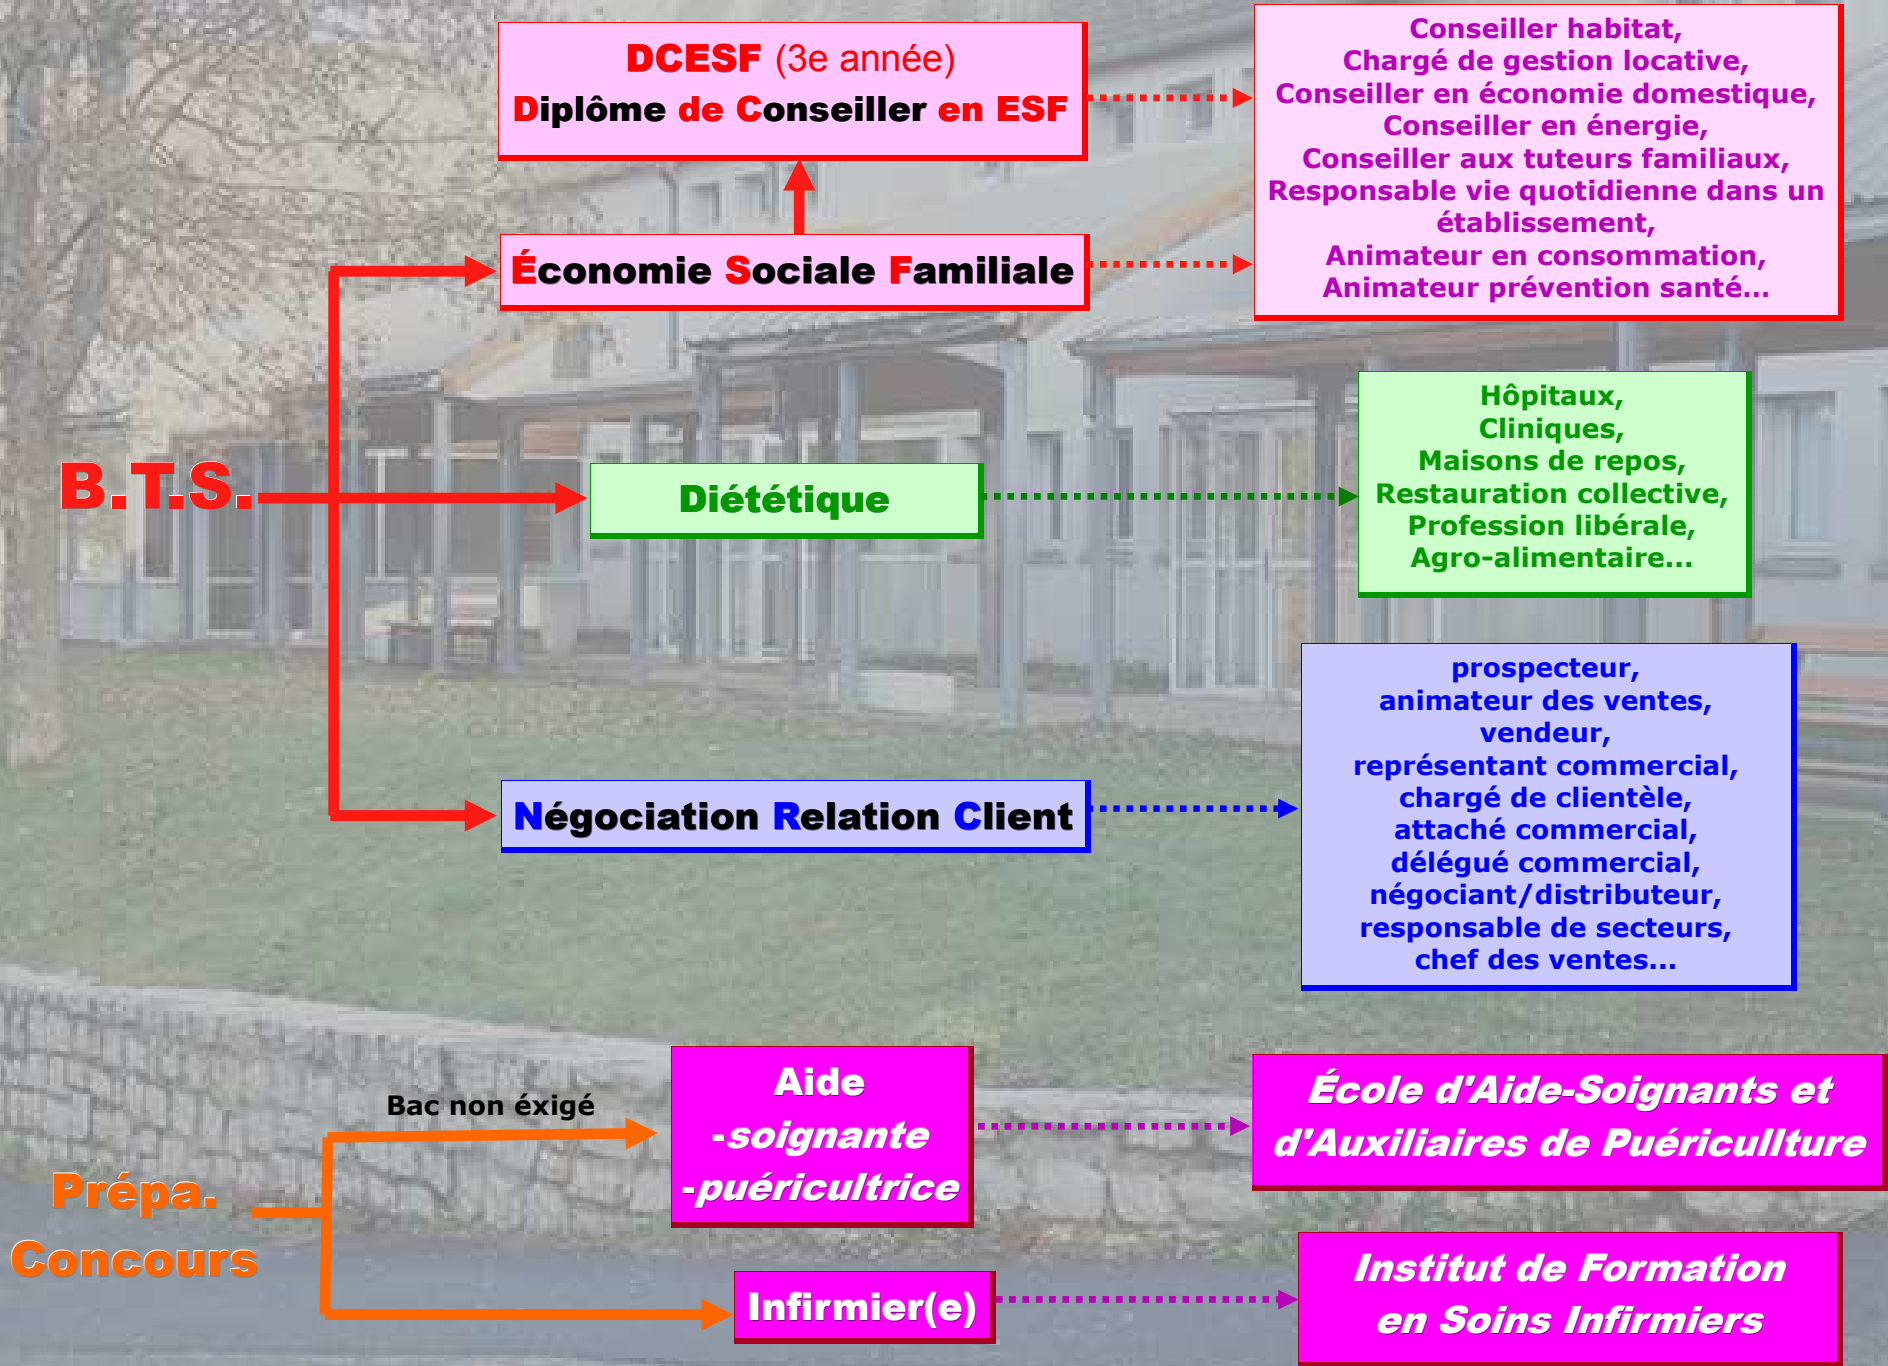 DCESF (3e année)
Diplôme de Conseiller en ESF
Conseiller habitat,
Chargé de gestion locative,
Conseiller en économie domestique,
Conseiller en énergie,
Conseiller aux tuteurs familiaux,
Responsable vie quotidienne dans un
établissement,
Animateur en consommation,
Animateur prévention santé...
Économie Sociale Familiale
B.T.S.
Diététique
Hôpitaux,
Cliniques,
Maisons de repos,
Restauration collective,
Profession libérale,
Agro-alimentaire...
Négociation Relation Client
prospecteur,
animateur des ventes,
vendeur,
représentant commercial,
chargé de clientèle,
attaché commercial,
délégué commercial,
négociant/distributeur,
responsable de secteurs,
chef des ventes...
Prépa.
Concours
Bac non éxigé
Aide
-soignante
-puéricultrice
École d'Aide-Soignants et
d'Auxiliaires de Puéricullture
Infirmier(e)
Institut de Formation
en Soins Infirmiers